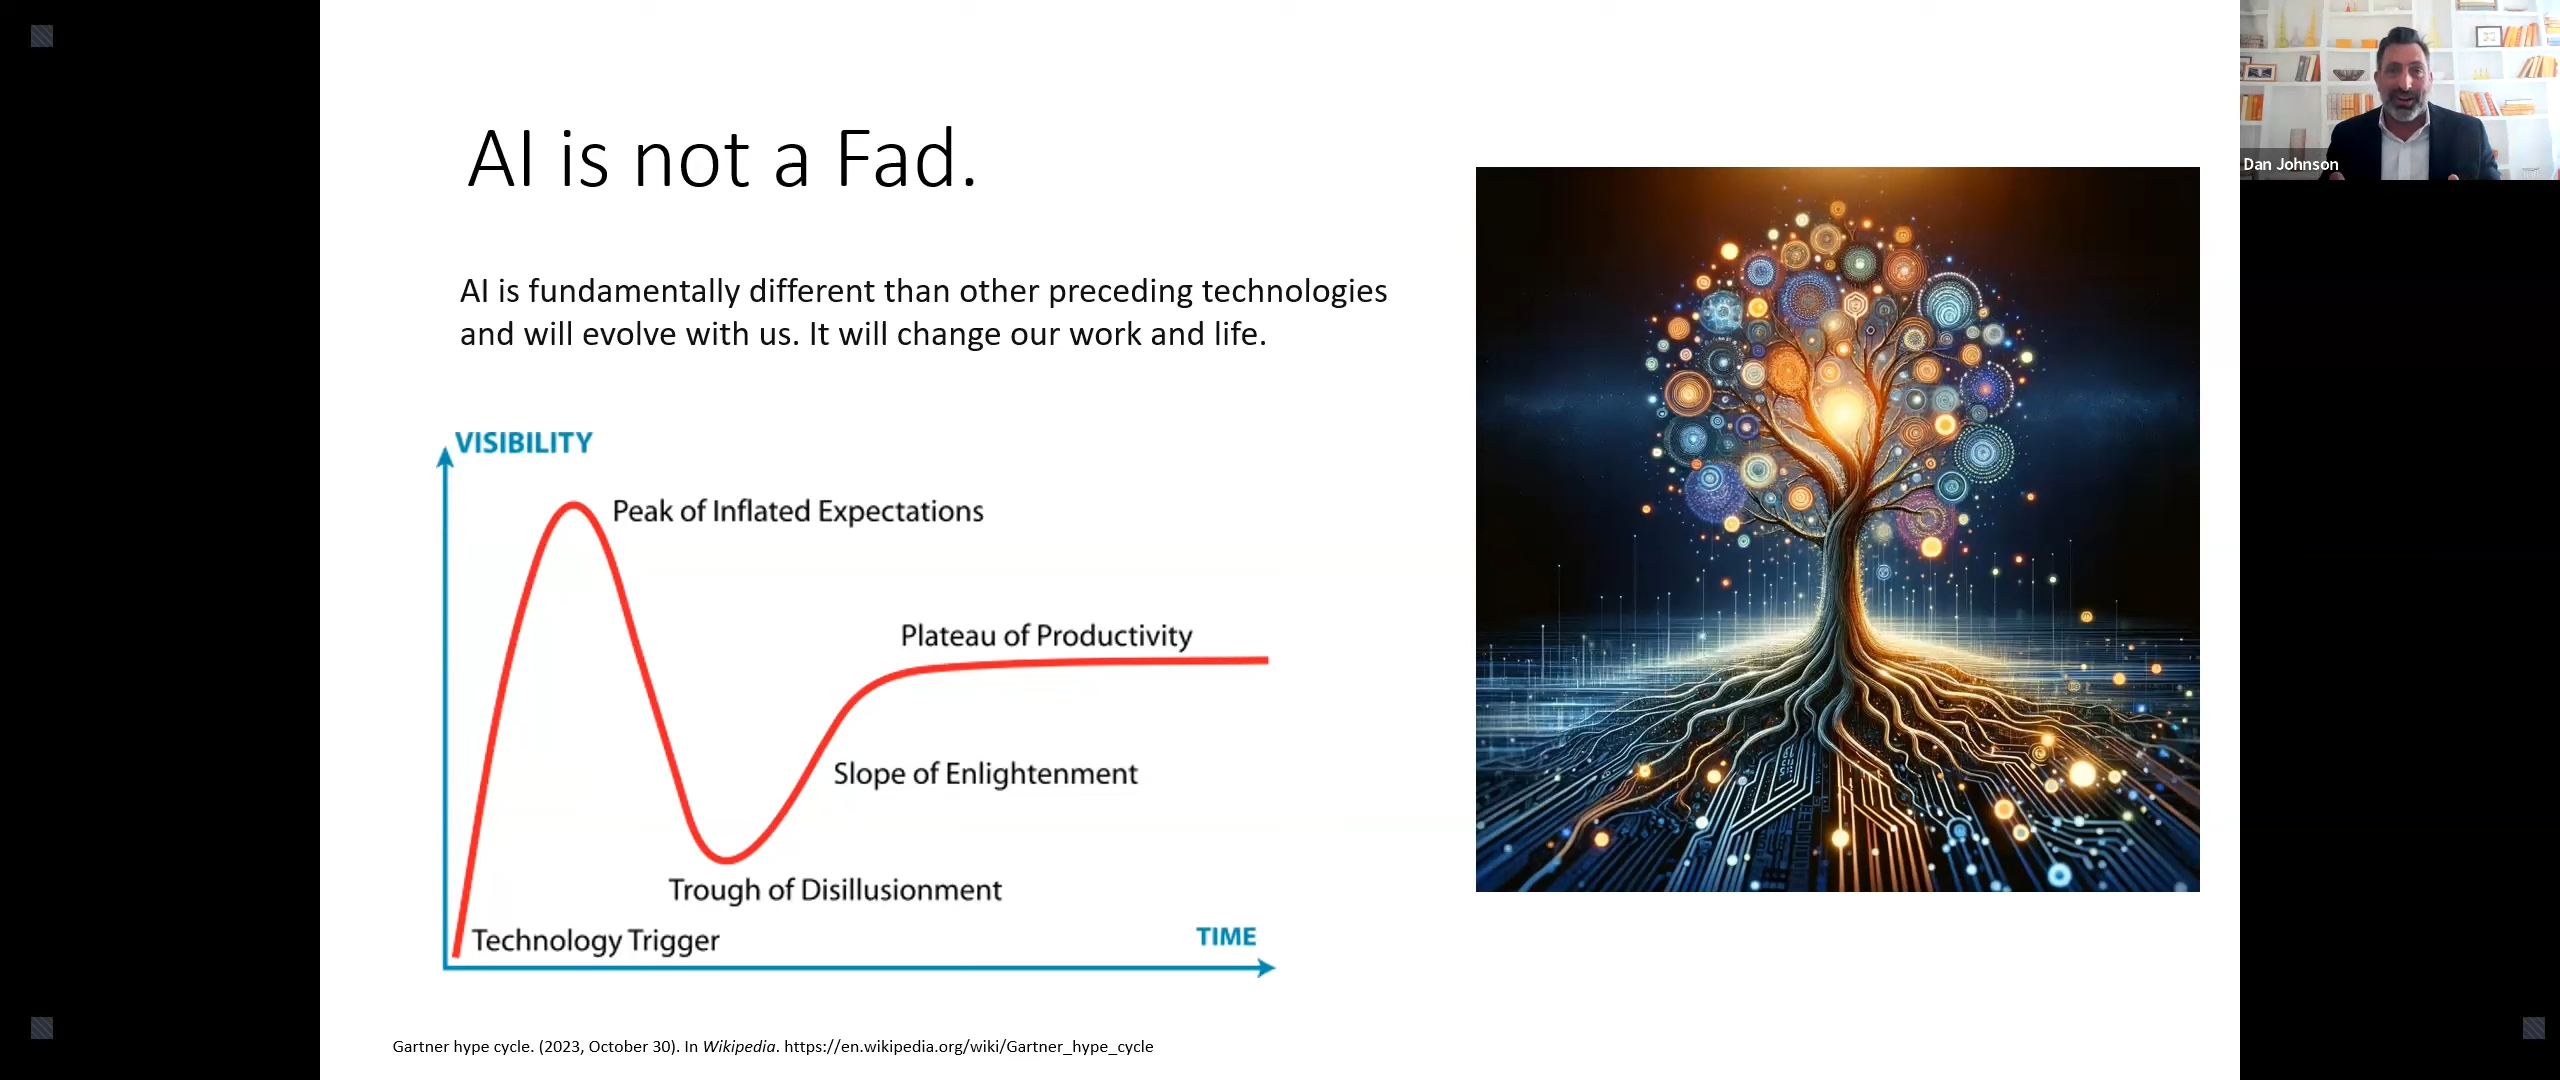 AI is not a Fad.
AI is fundamentally different than other preceding technologies
and will evolve with us. It will change our work and life.
VISIBILITY
Peak of Inflated Expectations
Plateau of Productivity
Slope of Enlightenment
Trough of Disillusionment
Technology Trigger
TIME
Gartner hype cycle. (2023, October 30). In Wikipedia. https://en.wikipedia.org/wiki/Gartner_hype_cycle
Dan Johnson